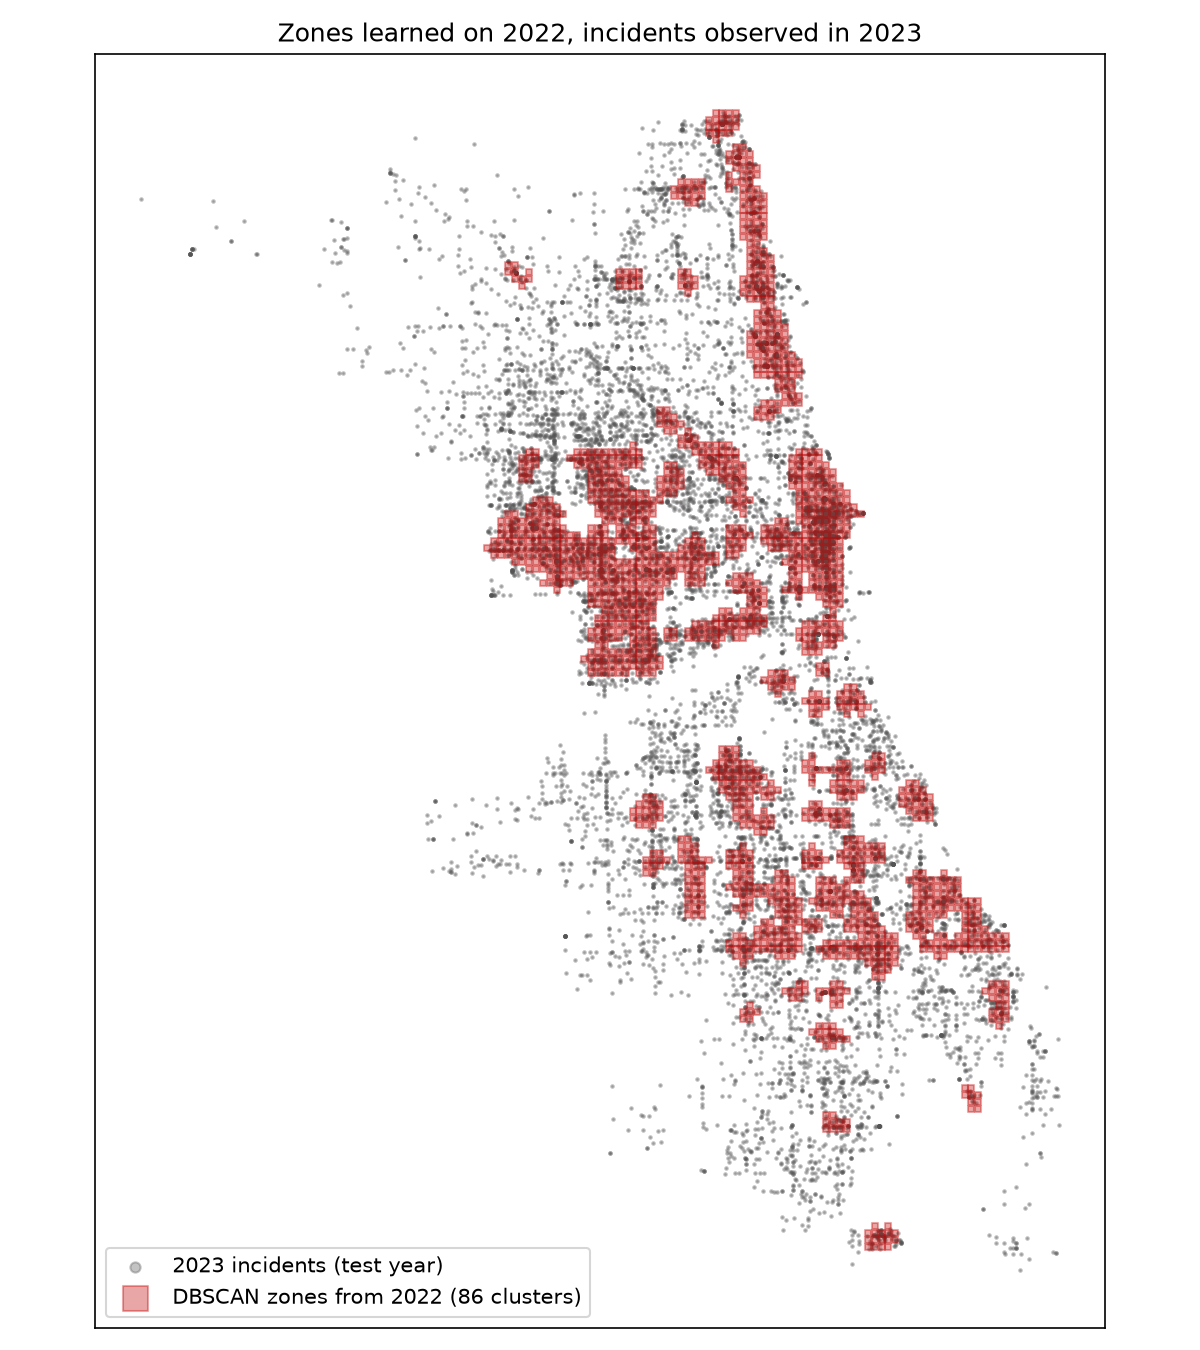 Zones learned on 2022, incidents observed in 2023
2023 incidents (test year)
DBSCAN zones from 2022 (86 clusters)